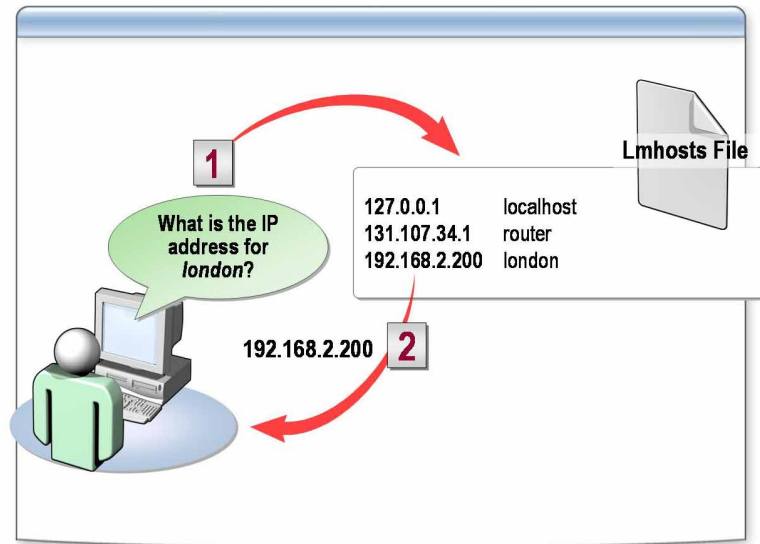 1
What is the IP
address for
london?
Lmhosts File
127.0.0.1 localhost
131.107.34.1 router
192.168.2.200 london
192.168.2.200
2